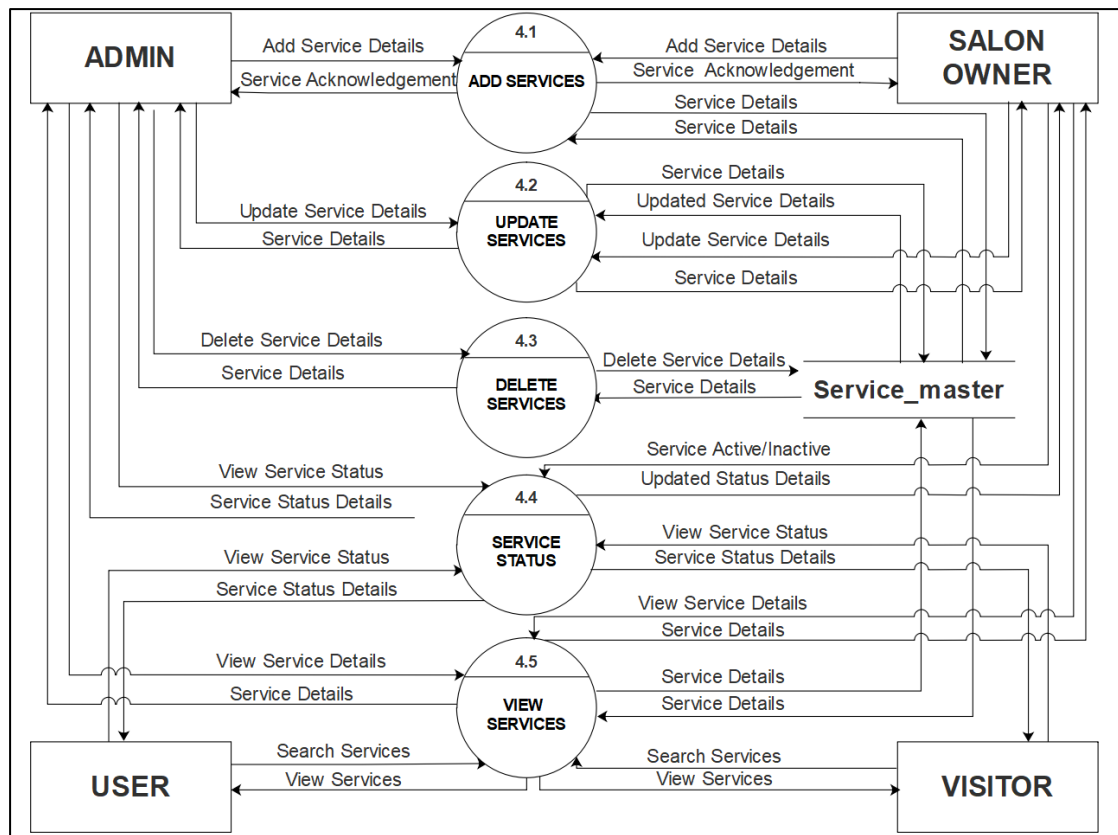 ADMIN
Add Service Details
Service Acknowledgement
4.1
ADD SERVICES
Add Service Details
Service Acknowledgement
Service Details
Service Details
SALON
OWNER
Update Service Details
Service Details
4.2
UPDATE
SERVICES
Service Details
Updated Service Details
Update Service Details
Service Details
Delete Service Details
Service Details
4.3
DELETE
SERVICES
Delete Service Details
Service Details
Service_master
View Service Status
Service Status Details
View Service Status
Service Status Details
4.4
SERVICE
STATUS
Service Active/Inactive
Updated Status Details
View Service Status
Service Status Details
View Service Details
Service Details
View Service Details
Service Details
4.5
VIEW
SERVICES
Service Details
Service Details
USER
Search Services
View Services
Search Services
View Services
VISITOR